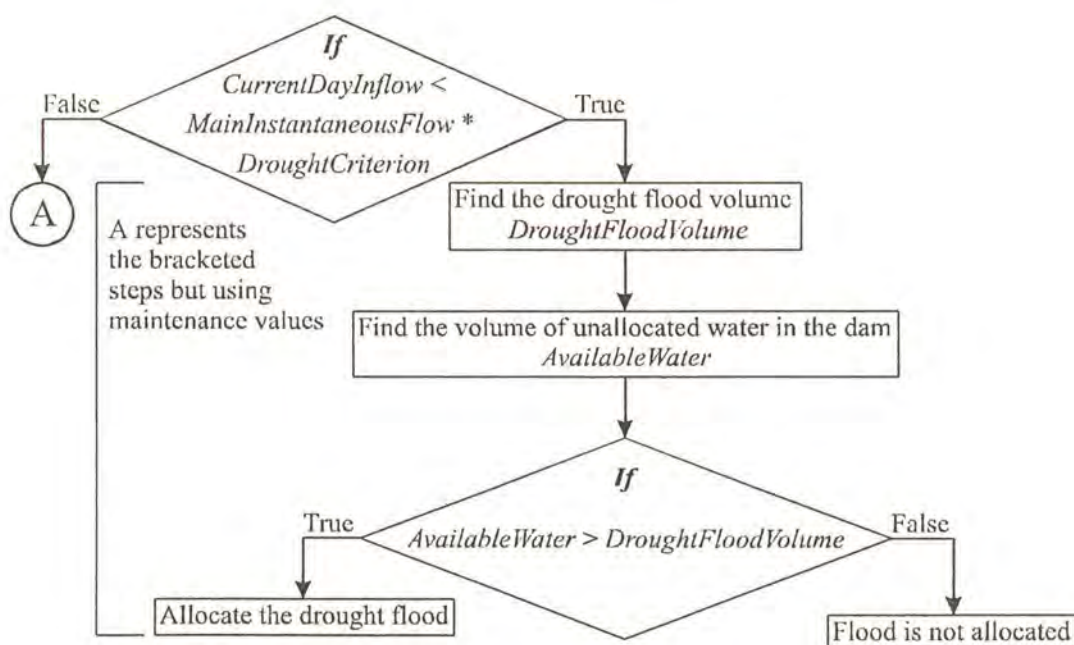 If
CurrentDayInflow <
MainInstantaneousFlow *
DroughtCriterion
False
True
A
A represents
the bracketed
steps but using
maintenance values
Find the drought flood volume
DroughtFloodVolume
Find the volume of unallocated water in the dam
AvailableWater
If
AvailableWater > DroughtFloodVolume
True
False
Allocate the drought flood
Flood is not allocated